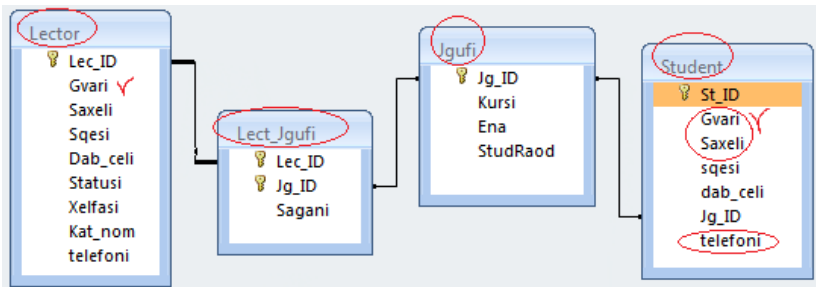 Lector
Lec_ID
Gvari
Saxeli
Sqesi
Dab_celi
Statusi
Xelfasi
Kat_nom
telefoni
Lect_Jgufi
Lec_ID
Jg_ID
Sagani
Jgufi
Jg_ID
Kursi
Ena
StudRaod
Student
St_ID
Gvari
Saxeli
sqesi
dab_celi
Jg_ID
telefoni